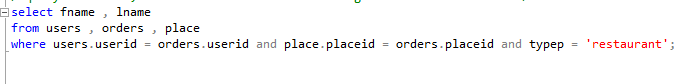 select fname , lname
from users , orders , place
where users.userid = orders.userid and place.placeid = orders.placeid and typep = 'restaurant';